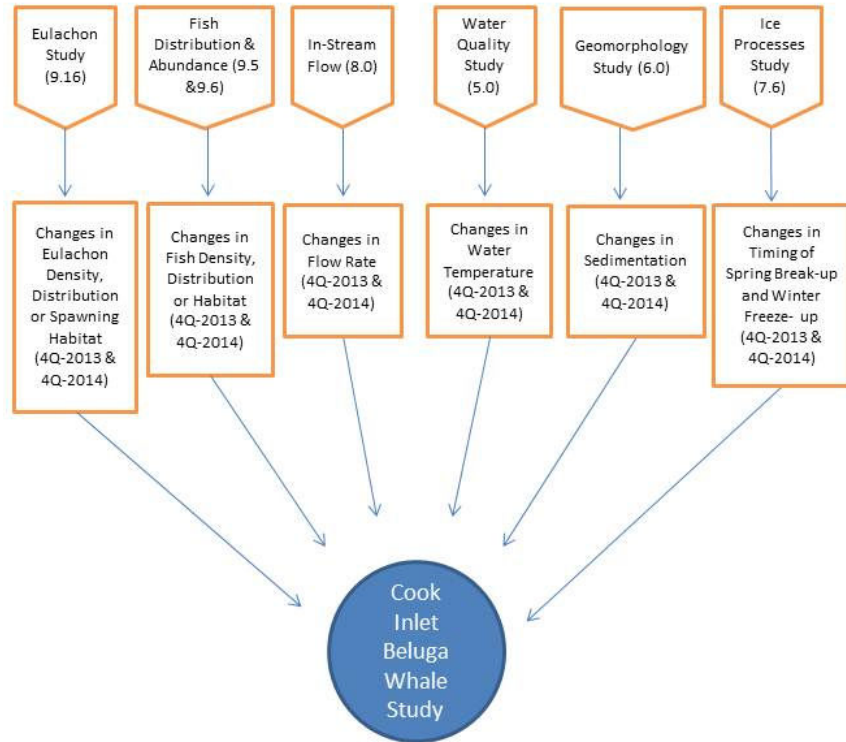 Eulachon
Study
(9.16)
Fish
Distribution &
Abundance (9.5
&9.6)
In-Stream
Flow (8.0)
Water
Quality Study
(5.0)
Geomorphology
Study (6.0)
Ice
Processes
Study
(7.6)
Changes in
Eulachon
Density,
Distribution
or Spawning
Habitat
(4Q-2013 &
4Q-2014)
Changes in
Fish Density,
Distribution
or Habitat
(4Q-2013 &
4Q-2014)
Changes in
Flow Rate
(4Q-2013 &
4Q-2014)
Changes in
Water
Temperature
(4Q-2013 &
4Q-2014)
Changes in
Sedimentation
(4Q-2013 &
4Q-2014)
Changes in
Timing of
Spring Break-up
and Winter
Freeze- up
(4Q-2013 &
4Q-2014)
Cook
Inlet
Beluga
Whale
Study